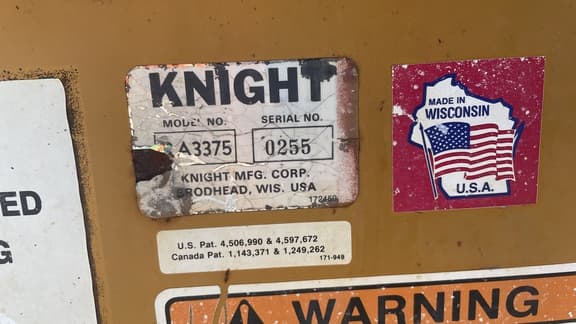 KNIGHT
MODEL NO. SERIAL NO.
A3375 0255
KNIGHT MFG. CORP.
BRODHEAD, WIS. USA
172450
MADE IN
WISCONSIN
U.S.A.
U.S. Pat. 4,506,990 & 4,597,672
Canada Pat. 1,143,371 & 1,249,262
171-949
ED
G
WARNING